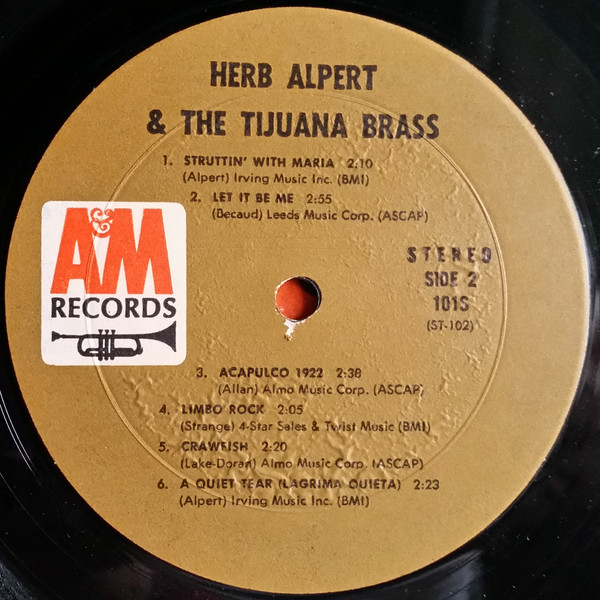 HERB ALPERT
& THE TIJUANA BRASS
1. STRUTTIN' WITH MARIA 2:10
(Alpert) Irving Music Inc. (BMI)
2. LET IT BE ME 2:55
(Becaud) Leeds Music Corp. (ASCAP)
A&M
RECORDS
STEREO
SIDE 2
101S
(ST-102)
3. ACAPULCO 1922 2:38
(Allan) Almo Music Corp. (ASCAP)
4. LIMBO ROCK 2:05
(Strange) 4-Star Sales & Twist Music (BMI)
5. CRAWFISH 2:20
(Lake-Doran) Almo Music Corp. (ASCAP)
6. A QUIET TEAR (LAGRIMA QUIETA) 2:23
(Alpert) Irving Music Inc. (BMI)